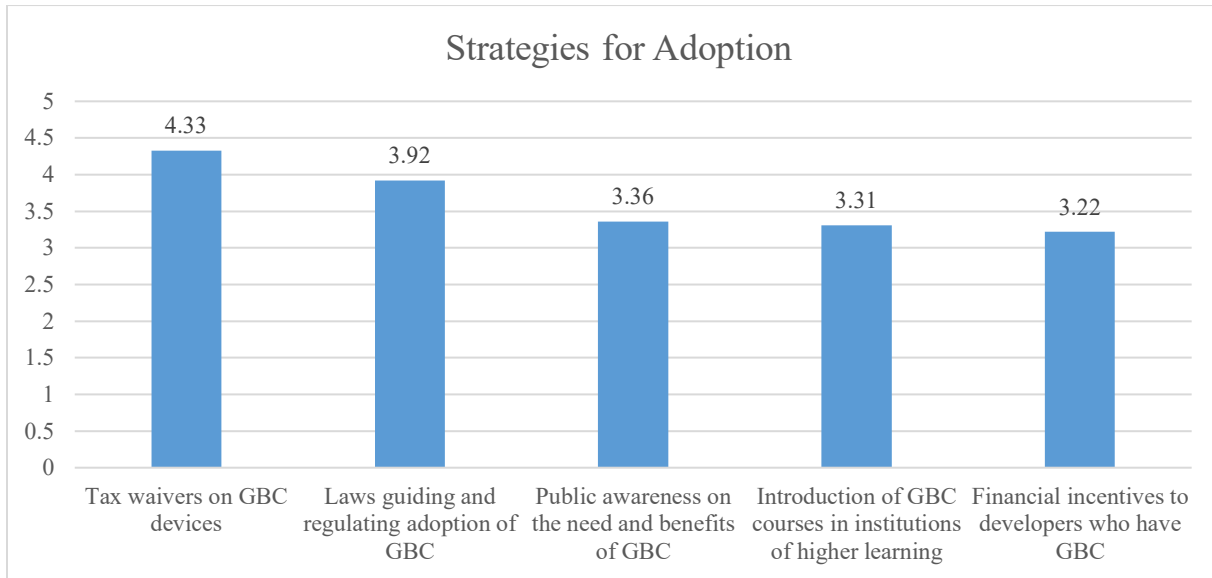 Strategies for Adoption
5
4.5
4
3.5
3
2.5
2
1.5
1
0.5
0
4.33
3.92
3.36
3.31
3.22
Tax waivers on GBC
devices
Laws guiding and
regulating adoption of
GBC
Public awareness on
the need and benefits
of GBC
Introduction of GBC
courses in institutions
of higher learning
Financial incentives to
developers who have
GBC